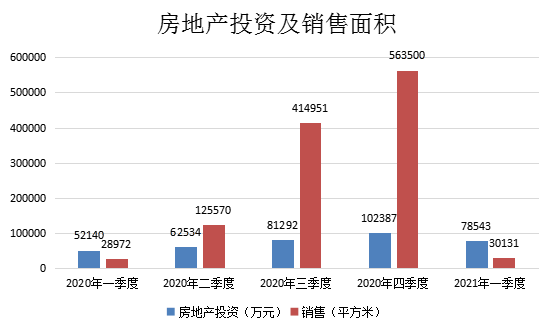 房地产投资及销售面积
600000
500000
400000
300000
200000
100000
0
52140
28972
62534
125570
81292
414951
102387
563500
78543
30131
2020年一季度
2020年二季度
2020年三季度
2020年四季度
2021年一季度
房地产投资（万元）
销售（平方米）